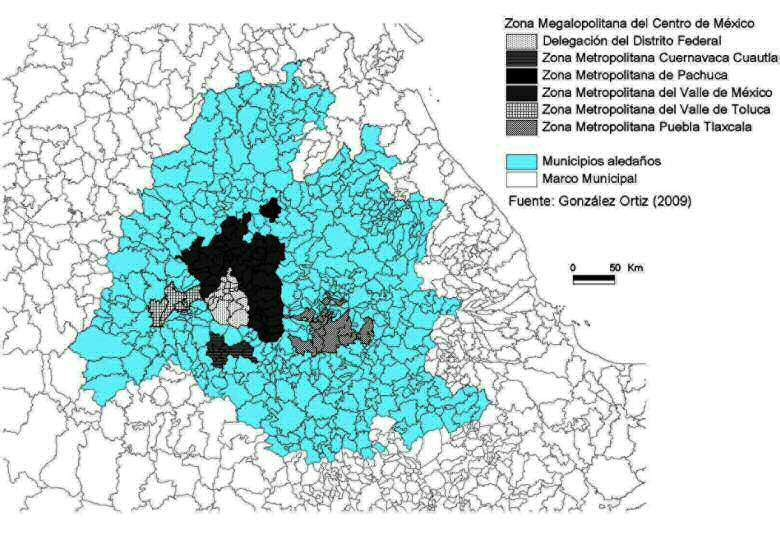 Zona Megalopolitana del Centro de México
Delegación del Distrito Federal
Zona Metropolitana Cuernavaca Cuautla
Zona Metropolitana de Pachuca
Zona Metropolitana del Valle de México
Zona Metropolitana del Valle de Toluca
Zona Metropolitana Puebla Tlaxcala
Municipios aledaños
Marco Municipal
Fuente: González Ortiz (2009)
0 50 Km